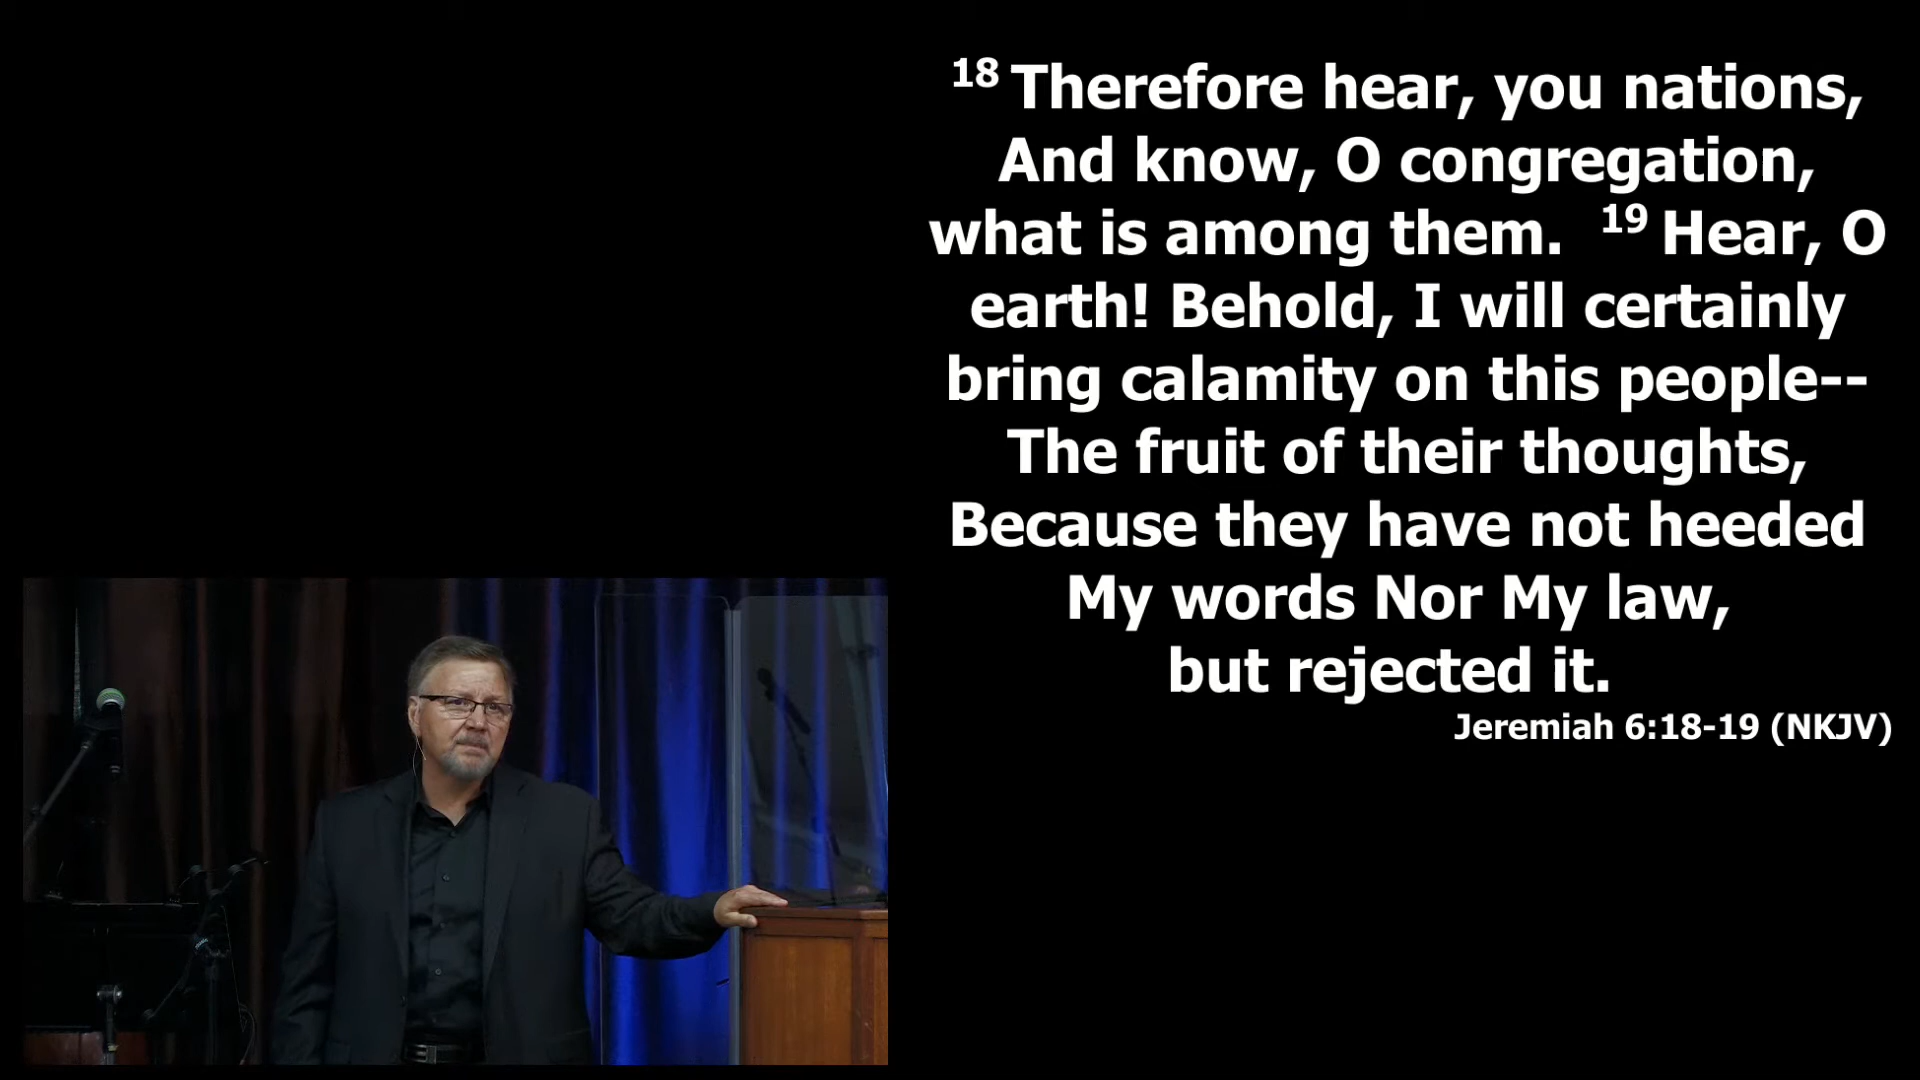 18 Therefore hear, you nations,
And know, O congregation,
what is among them. 19 Hear, O
earth! Behold, I will certainly
bring calamity on this people--
The fruit of their thoughts,
Because they have not heeded
My words Nor My law,
but rejected it.
Jeremiah 6:18-19 (NKJV)